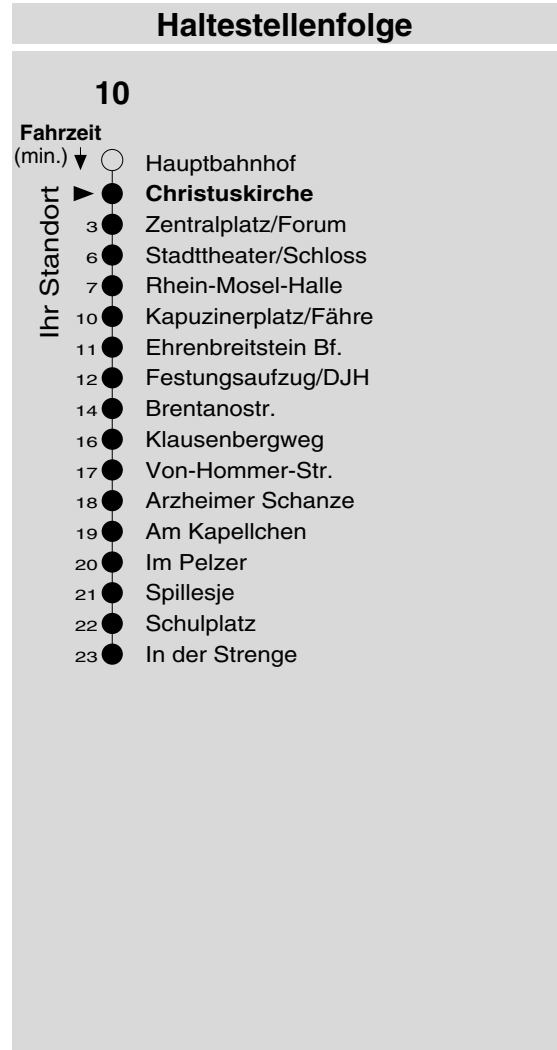 Haltestellenfolge
10
Fahrzeit
(min.)
Ihr Standort
Hauptbahnhof
Christuskirche
3 Zentralplatz/Forum
6 Stadttheater/Schloss
7 Rhein-Mosel-Halle
10 Kapuzinerplatz/Fähre
11 Ehrenbreitstein Bf.
12 Festungsaufzug/DJH
14 Brentanostr.
16 Klausenbergweg
17 Von-Hommer-Str.
18 Arzheimer Schanze
19 Am Kapellchen
20 Im Pelzer
21 Spillesje
22 Schulplatz
23 In der Strenge